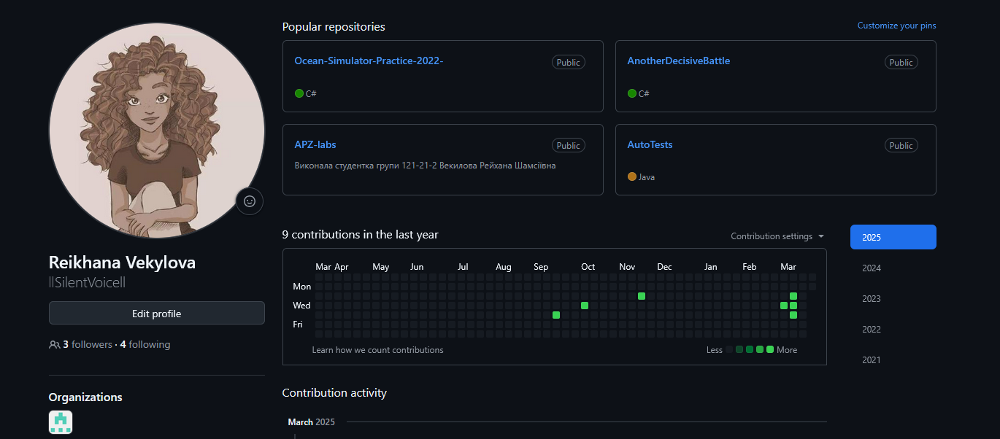 Popular repositories
Customize your pins
Ocean-Simulator-Practice-2022-
Public
C#
AnotherDecisiveBattle
Public
C#
APZ-labs
Public
Виконала студентка групи 121-21-2 Векилова Рейхана Шамсіївна
AutoTests
Public
Java
Reikhana Vekylova
llSilentVoicell
Edit profile
3 followers · 4 following
Organizations
9 contributions in the last year
Contribution settings
Mar Apr May Jun Jul Aug Sep Oct Nov Dec Jan Feb Mar
Mon
Wed
Fri
Learn how we count contributions
Less
More
2025
2024
2023
2022
2021
Contribution activity
March 2025